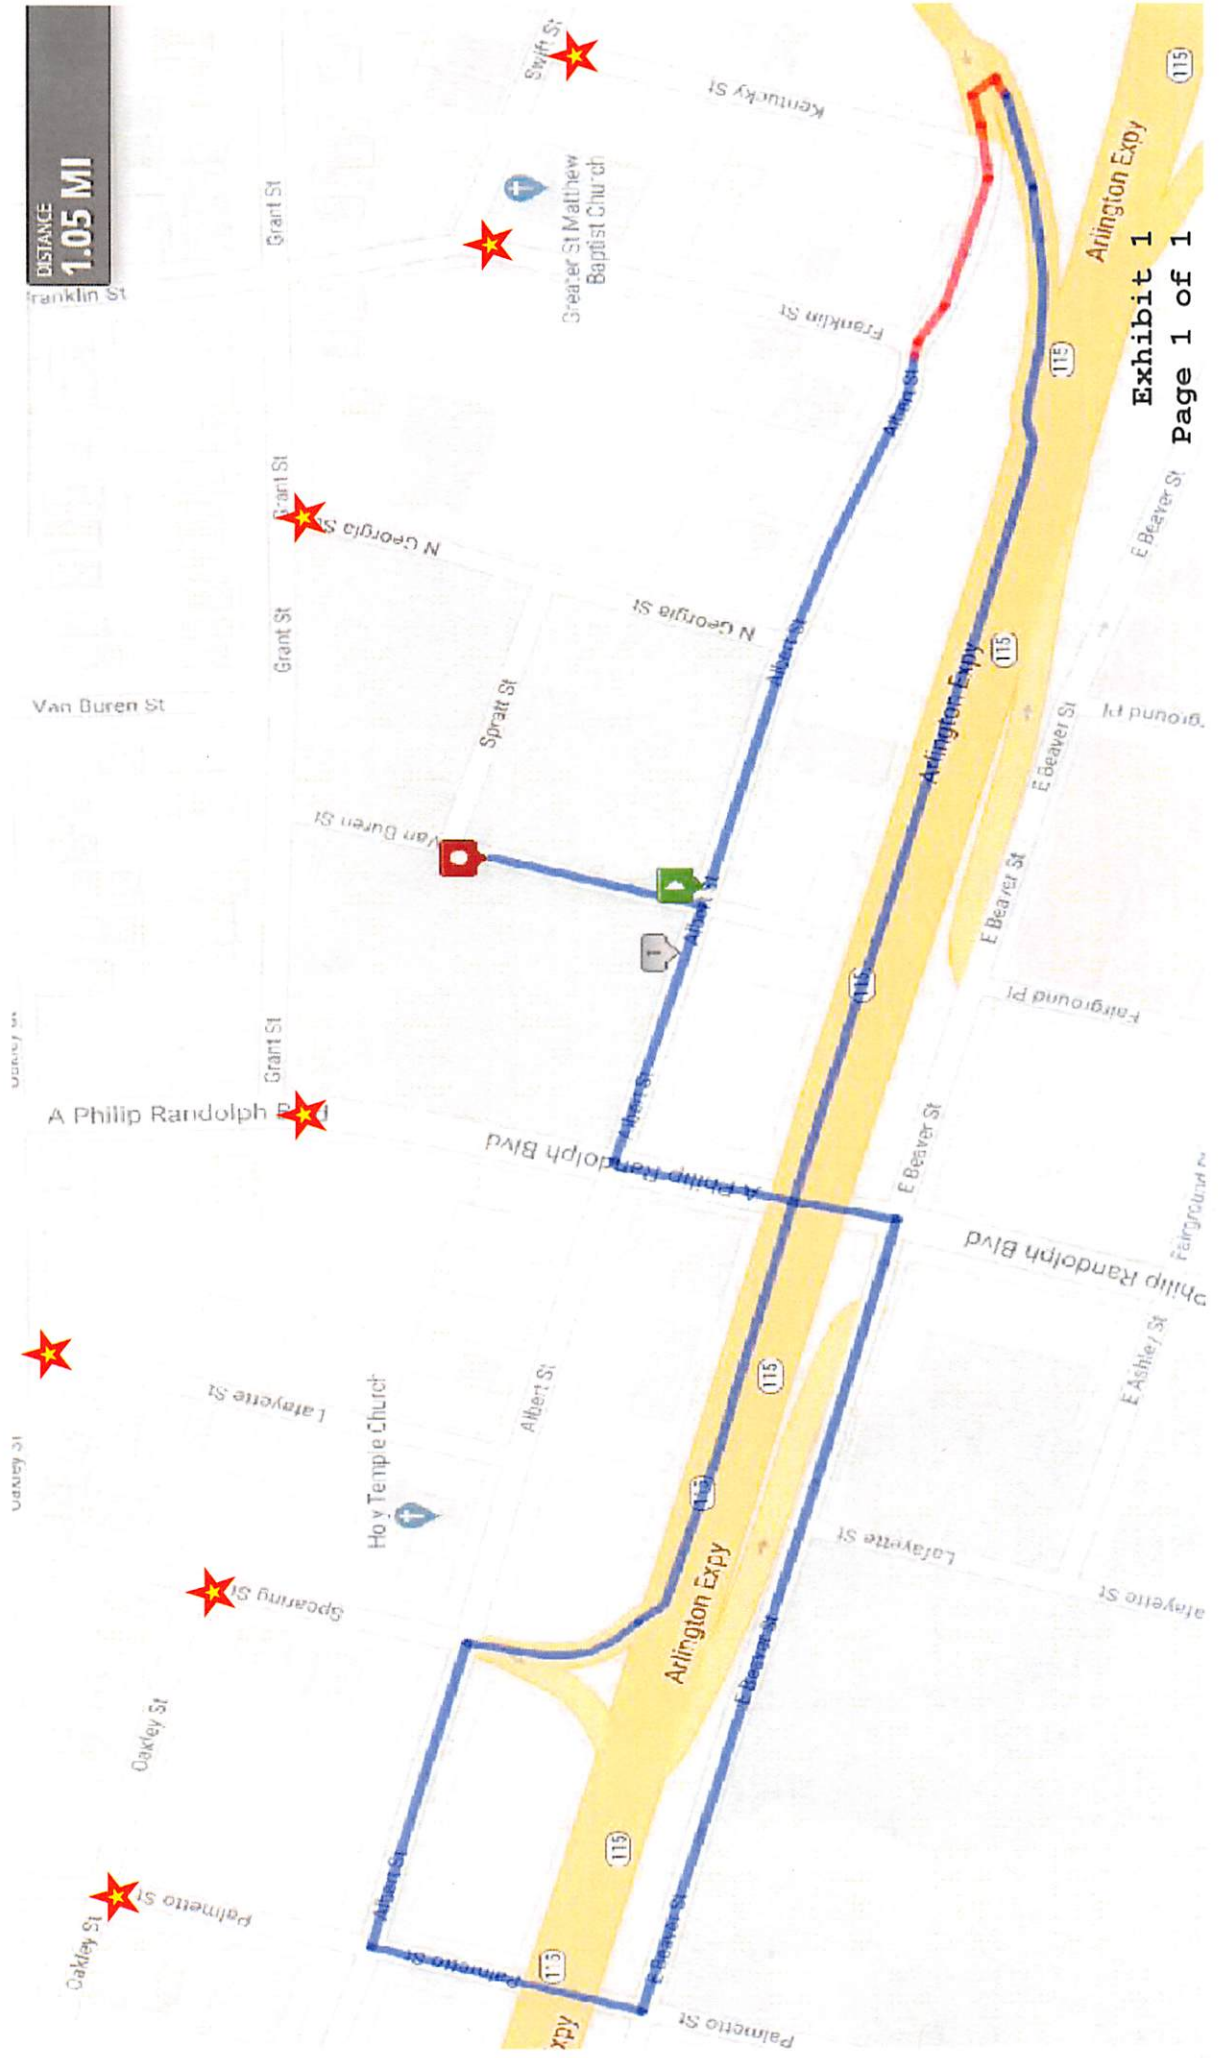 DISTANCE
1.05 MI
Swift St
Kentucky St
115
Grant St
Greater St Matthew
Baptist Church
Arlington Expy
Franklin St
Exhibit 1
Page 1 of 1
115
Albert St
Grant St
N Georgia St
E Beaver St
Grant St
N Georgia St
Albert St
115
Van Buren St
Spratt St
Arlington Expy
E Beaver St
Van Buren St
E Beaver St
Albert St
1
115
Fairground Pl
Grant St
A Philip Randolph
Albert St
A Philip Randolph Blvd
E Beaver St
Philip Randolph Blvd
115
Lafayette St
Albert St
E Ashley St
Holy Temple Church
115
Lafayette St
Spearing St
Arlington Expy
E Beaver St
Oakley St
115
Albert St
Palmetto St
Oakley St
Palmetto St
115
E Beaver St
Palmetto St